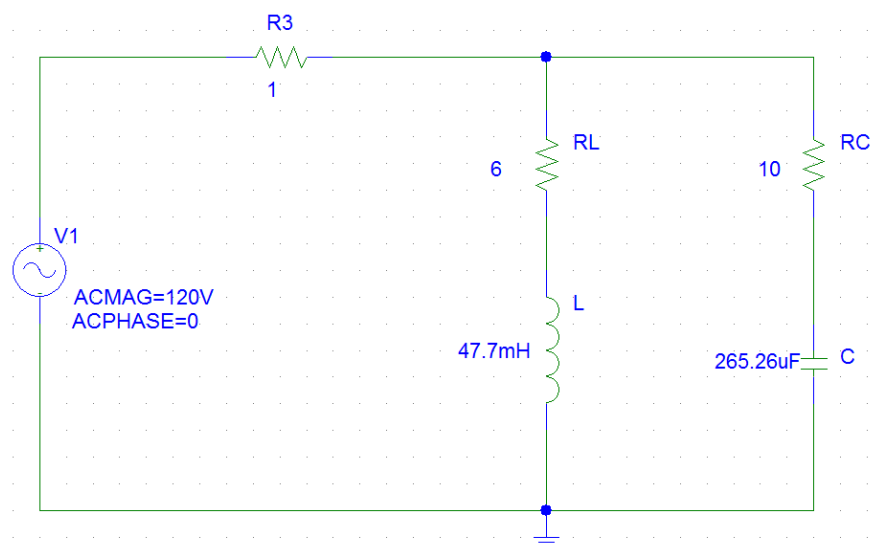 R3
1
RL
6
RC
10
V1
ACMAG=120V
ACPHASE=0
L
47.7mH
265.26uF
C